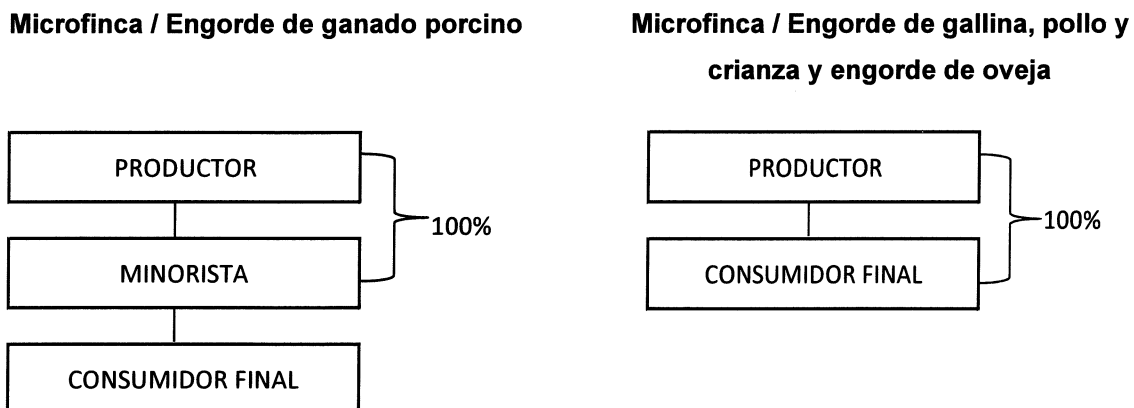 Microfinca / Engorde de ganado porcino
PRODUCTOR
100%
MINORISTA
CONSUMIDOR FINAL
Microfinca / Engorde de gallina, pollo y
crianza y engorde de oveja
PRODUCTOR
100%
CONSUMIDOR FINAL